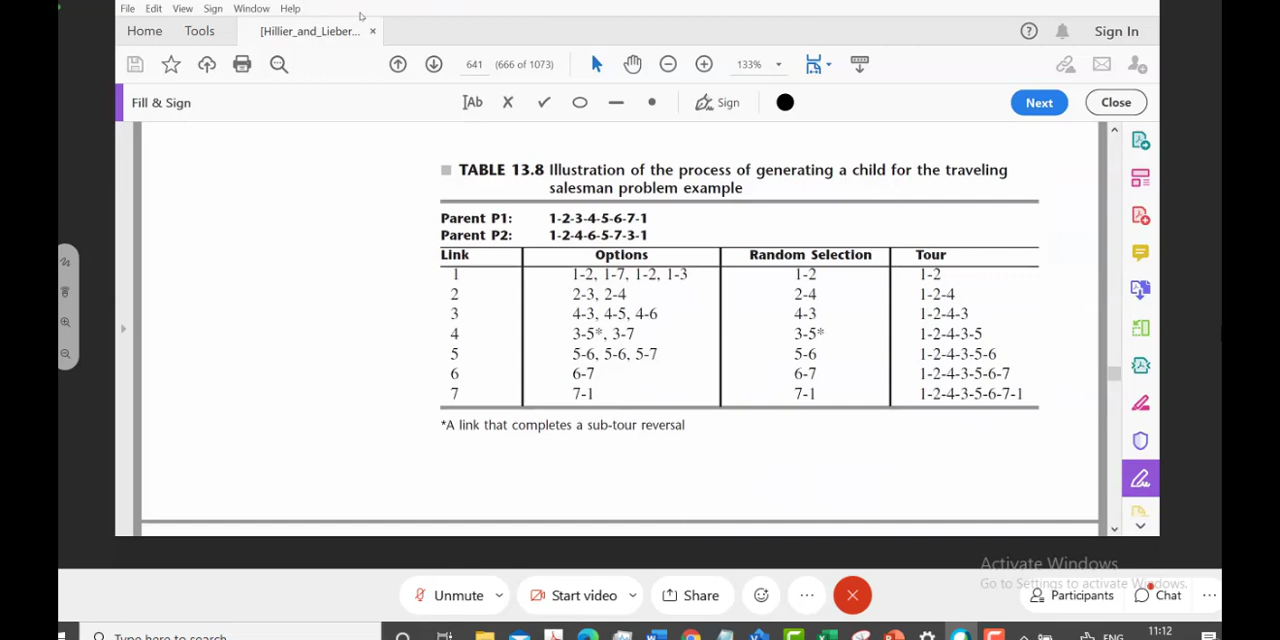 File Edit View Sign Window Help
Home Tools [Hillier_and_Lieber... × Sign In
641 (666 of 1073) 133%
Fill & Sign Ab Sign Next Close
TABLE 13.8 Illustration of the process of generating a child for the traveling
salesman problem example
Parent P1: 1-2-3-4-5-6-7-1
Parent P2: 1-2-4-6-5-7-3-1
Link Options Random Selection Tour
1 1-2, 1-7, 1-2, 1-3 1-2 1-2
2 2-3, 2-4 2-4 1-2-4
3 4-3, 4-5, 4-6 4-3 1-2-4-3
4 3-5*, 3-7 3-5* 1-2-4-3-5
5 5-6, 5-6, 5-7 5-6 1-2-4-3-5-6
6 6-7 6-7 1-2-4-3-5-6-7
7 7-1 7-1 1-2-4-3-5-6-7-1
*A link that completes a sub-tour reversal
Activate Windows
Go to Settings to activate Windows.
Unmute Start video Share Participants Chat
Type here to search ENG 11:12